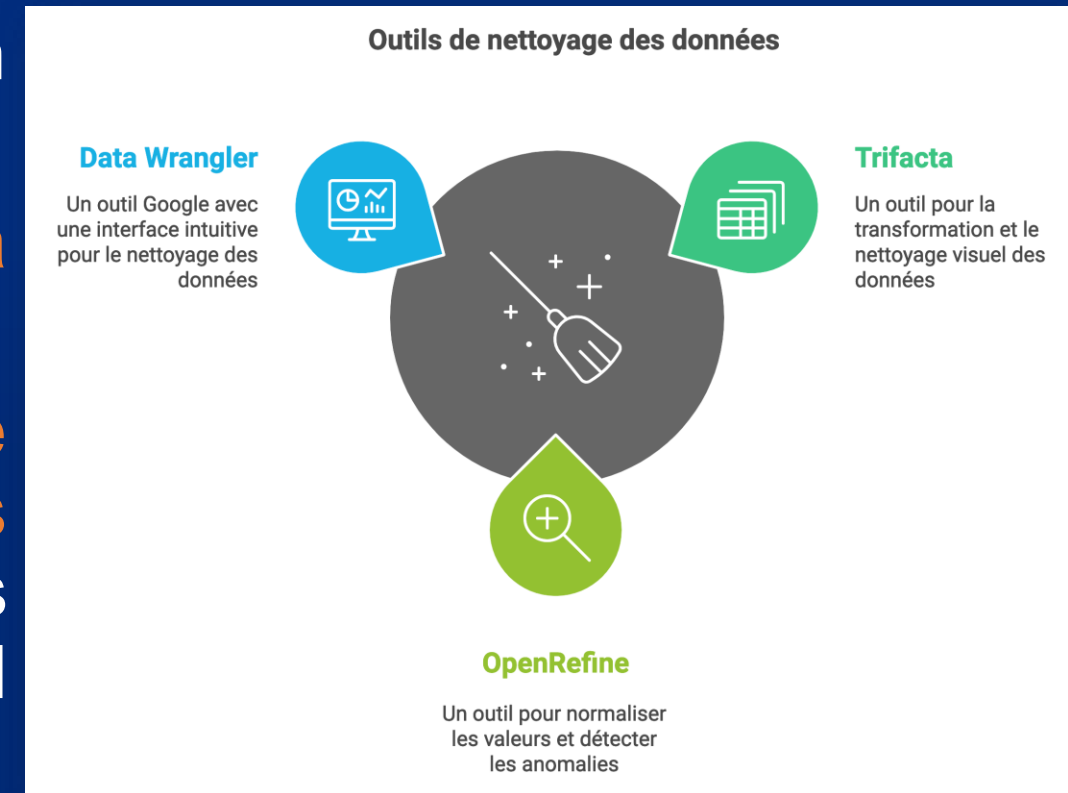 Outils de nettoyage des données
Data Wrangler
Un outil Google avec
une interface intuitive
pour le nettoyage des
données
Trifacta
Un outil pour la
transformation et le
nettoyage visuel des
données
OpenRefine
Un outil pour normaliser
les valeurs et détecter
les anomalies